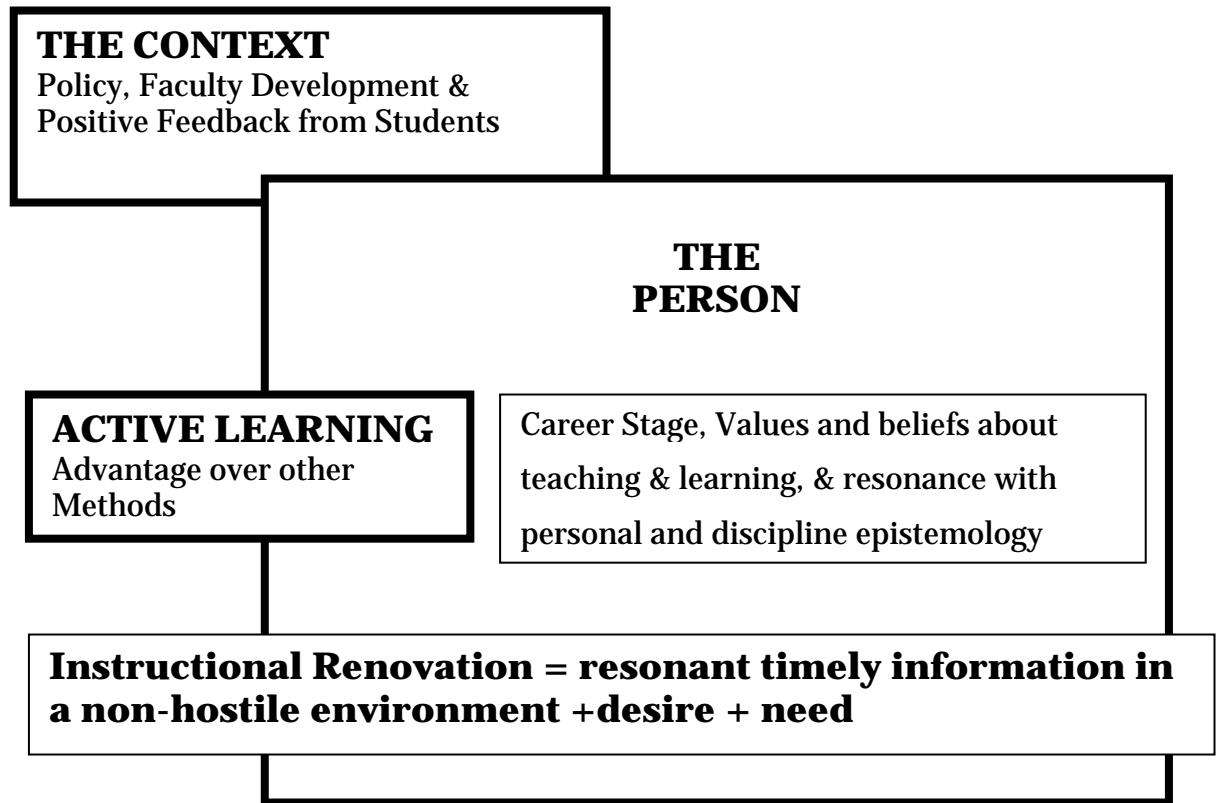 THE CONTEXT
Policy, Faculty Development &
Positive Feedback from Students
THE
PERSON
ACTIVE LEARNING
Advantage over other
Methods
Career Stage, Values and beliefs about
teaching & learning, & resonance with
personal and discipline epistemology
Instructional Renovation = resonant timely information in
a non-hostile environment +desire + need